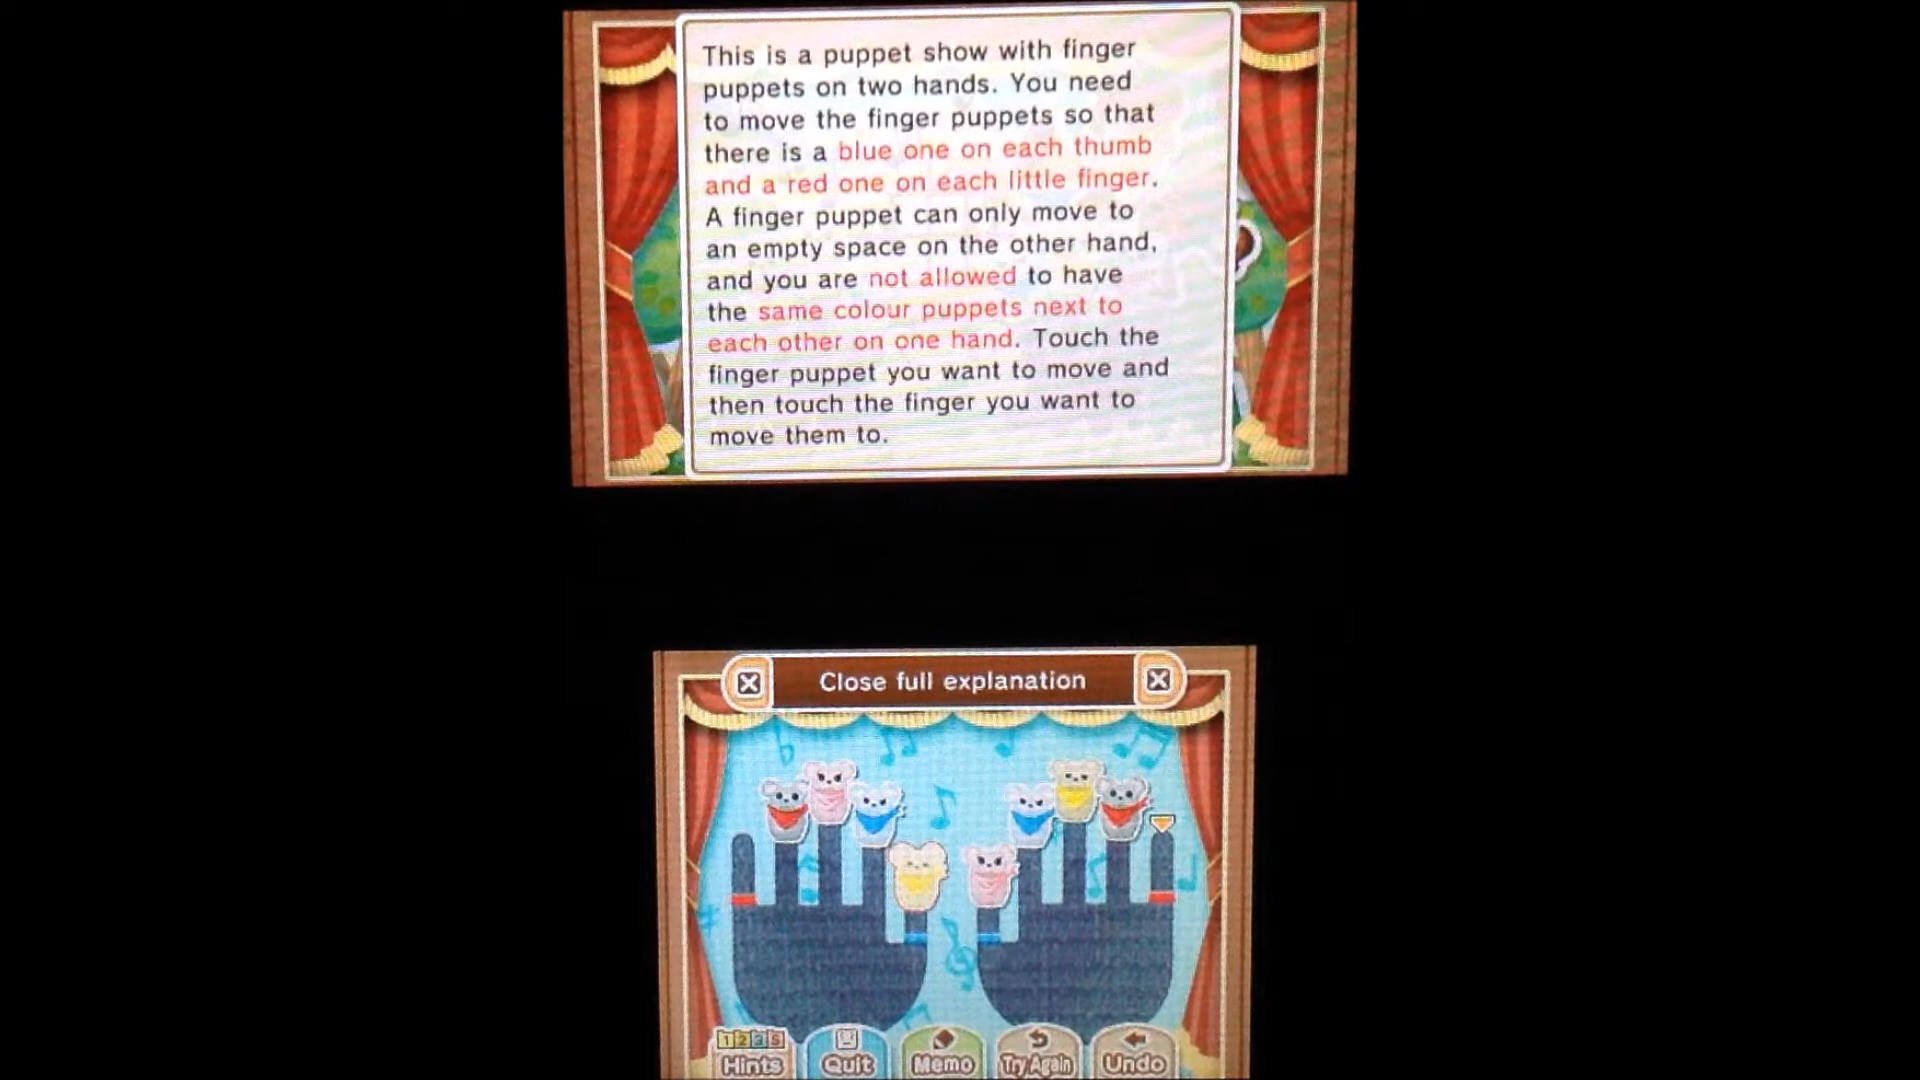 This is a puppet show with finger
puppets on two hands. You need
to move the finger puppets so that
there is a blue one on each thumb
and a red one on each little finger.
A finger puppet can only move to
an empty space on the other hand,
and you are not allowed to have
the same colour puppets next to
each other on one hand. Touch the
finger puppet you want to move and
then touch the finger you want to
move them to.
Close full explanation
1 2 3 S
Hints Quit Memo Try Again Undo